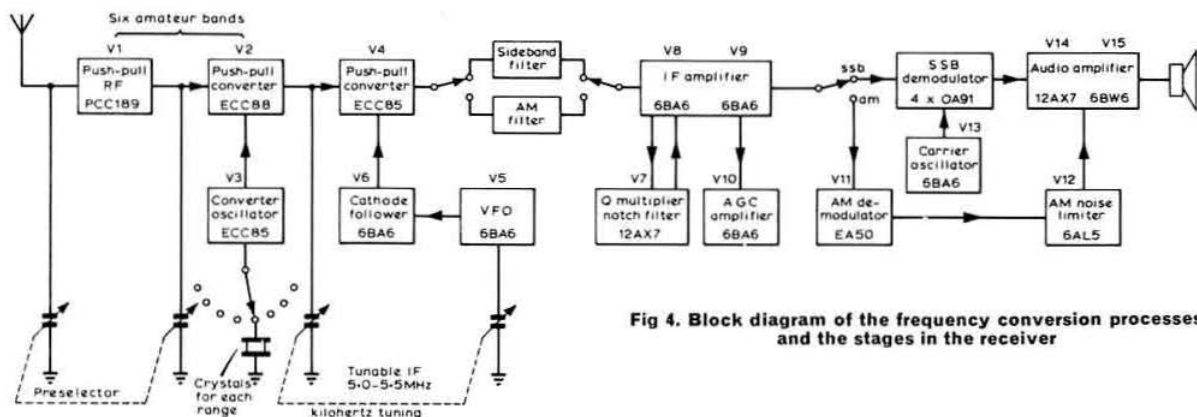 Six amateur bands
V1
Push-pull
RF
PCC189
V2
Push-pull
converter
ECC88
V4
Push-pull
converter
ECC85
Sideband
filter
AM
filter
V8 V9
IF amplifier
6BA6 6BA6
ssb
am
SSB
demodulator
4 x OA91
V14 V15
Audio amplifier
12AX7 6BW6
V3
Converter
oscillator
ECC85
V6
Cathode
follower
6BA6
V5
VFO
6BA6
V7
Q multiplier
notch filter
12AX7
V10
AGC
amplifier
6BA6
V11
AM de-
modulator
EA50
V13
Carrier
oscillator
6BA6
V12
AM noise
limiter
6AL5
Preselector
Crystals
for each
range
Tunable IF
5·0–5·5MHz
kilohertz tuning
Fig 4. Block diagram of the frequency conversion processes
and the stages in the receiver